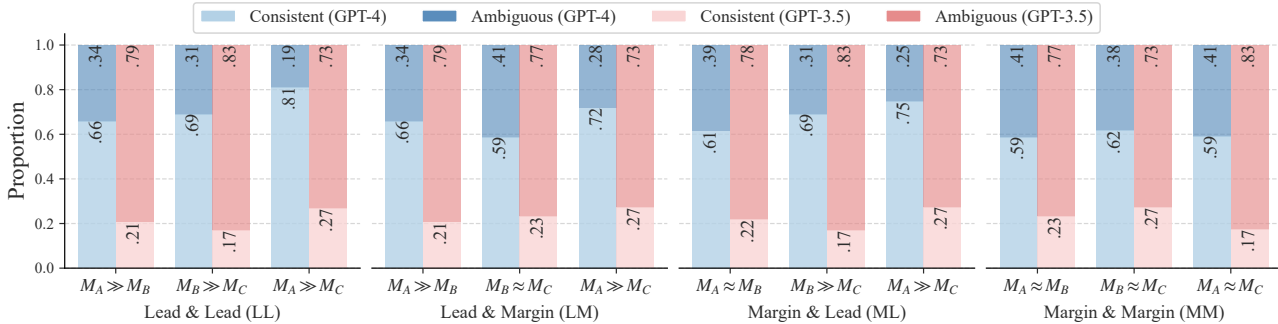 Consistent (GPT-4) Ambiguous (GPT-4) Consistent (GPT-3.5) Ambiguous (GPT-3.5)
Proportion
1.0
0.8
0.6
0.4
0.2
0.0
.34 .79 .31 .83 .19 .73
.66 .21 .69 .17 .81 .27
M_A ≫ M_B M_B ≫ M_C M_A ≫ M_C
Lead & Lead (LL)
.34 .79 .41 .77 .28 .73
.66 .21 .59 .23 .72 .27
M_A ≫ M_B M_B ≈ M_C M_A ≫ M_C
Lead & Margin (LM)
.39 .78 .31 .83 .25 .73
.61 .22 .69 .17 .75 .27
M_A ≈ M_B M_B ≫ M_C M_A ≫ M_C
Margin & Lead (ML)
.41 .77 .38 .73 .41 .83
.59 .23 .62 .27 .59 .17
M_A ≈ M_B M_B ≈ M_C M_A ≈ M_C
Margin & Margin (MM)